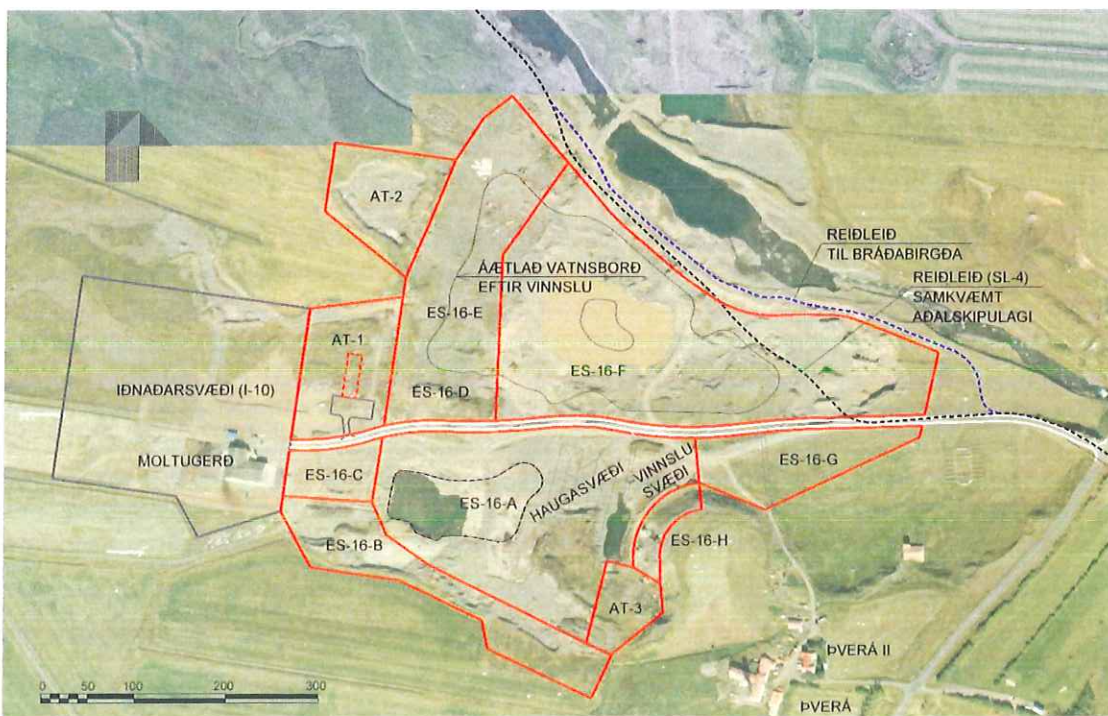 AT-2
REIÐLEIÐ
TIL BRÁÐABIRGÐA
ÁÆTLAÐ VATNSBORÐ
EFTIR VINNSLU
REIÐLEIÐ (SL-4)
SAMKVÆMT
AÐALSKIPULAGI
ES-16-E
AT-1
ES-16-F
IÐNAÐARSVÆÐI (I-10)
ES-16-D
MOLTUGERÐ
ES-16-C
ES-16-A
HAUGASVÆÐI
VINNSLU
SVÆÐI
ES-16-G
ES-16-B
ES-16-H
AT-3
ÞVERÁ II
ÞVERÁ
0 50 100 200 300